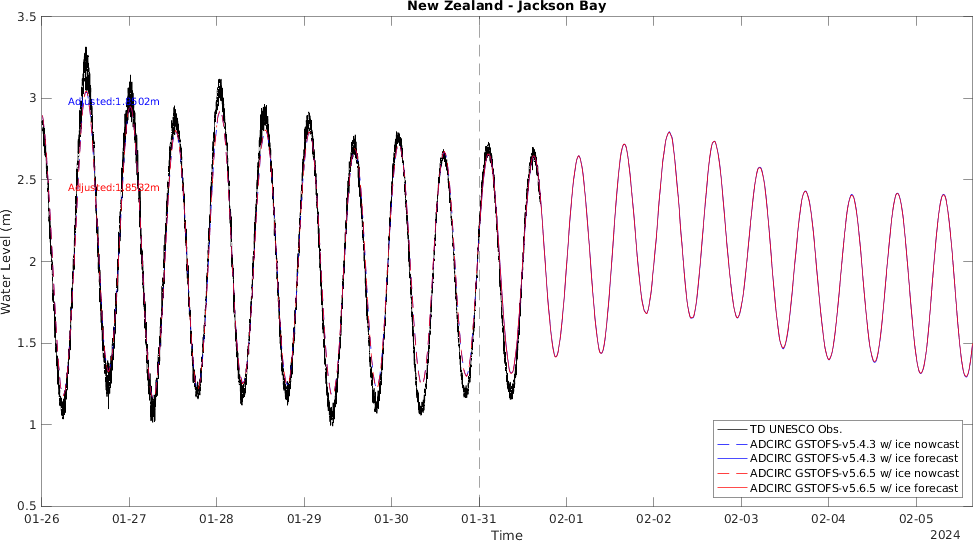 New Zealand - Jackson Bay
3.5
3
2.5
2
1.5
1
0.5
Water Level (m)
01-26
01-27
01-28
01-29
01-30
01-31
02-01
02-02
02-03
02-04
02-05
Time
2024
TD UNESCO Obs.
ADCIRC GSTOFS-v5.4.3 w/ ice nowcast
ADCIRC GSTOFS-v5.4.3 w/ ice forecast
ADCIRC GSTOFS-v5.6.5 w/ ice nowcast
ADCIRC GSTOFS-v5.6.5 w/ ice forecast